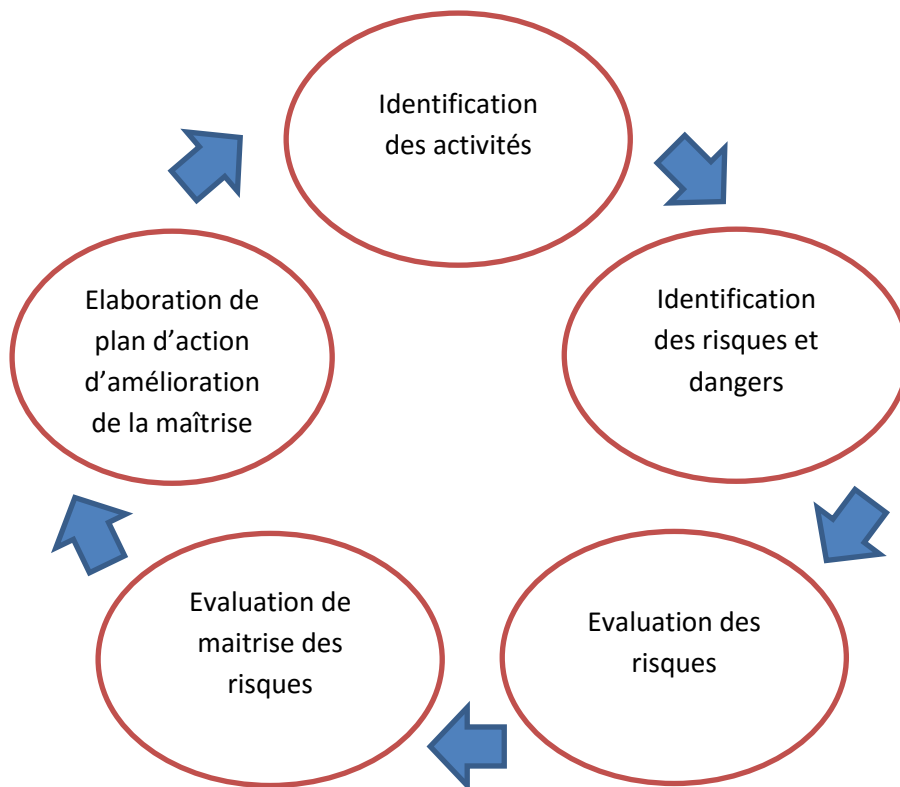 Identification
des activités
Identification
des risques et
dangers
Evaluation des
risques
Evaluation de
maitrise des
risques
Elaboration de
plan d’action
d’amélioration
de la maîtrise